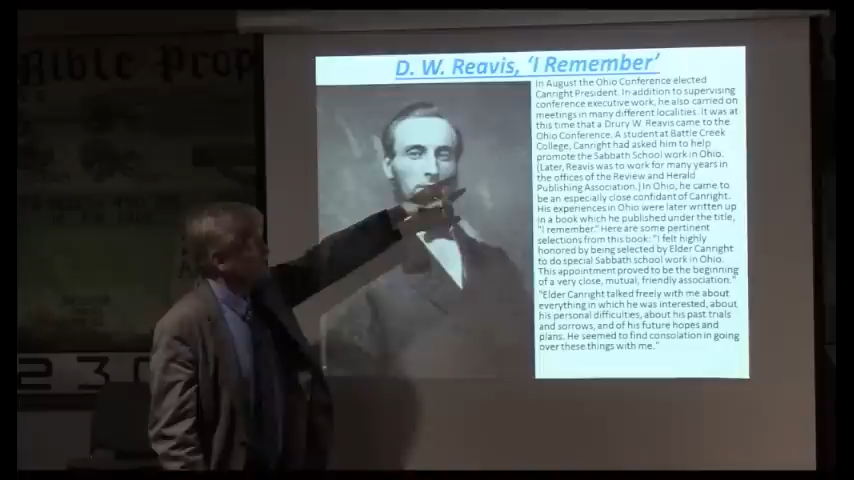 Bible Prop
D. W. Reavis, 'I Remember'
In August the Ohio Conference elected
Canright President. In addition to supervising
conference executive work, he also carried on
meetings in many different localities. It was at
this time that a Drury W. Reavis came to the
Ohio Conference. A student at Battle Creek
College, Canright had asked him to help
promote the Sabbath School work in Ohio.
(Later, Reavis was to work for many years in
the offices of the Review and Herald
Publishing Association.) In Ohio, he came to
be an especially close confidant of Canright.
His experiences in Ohio were later written up
in a book which he published under the title,
"I remember." Here are some pertinent
selections from this book: "I felt highly
honored by being selected by Elder Canright
to do special Sabbath school work in Ohio.
This appointment proved to be the beginning
of a very close, mutual, friendly association."
"Elder Canright talked freely with me about
everything in which he was interested, about
his personal difficulties, about his past trials
and sorrows, and of his future hopes and
plans. He seemed to find consolation in going
over these things with me."
230